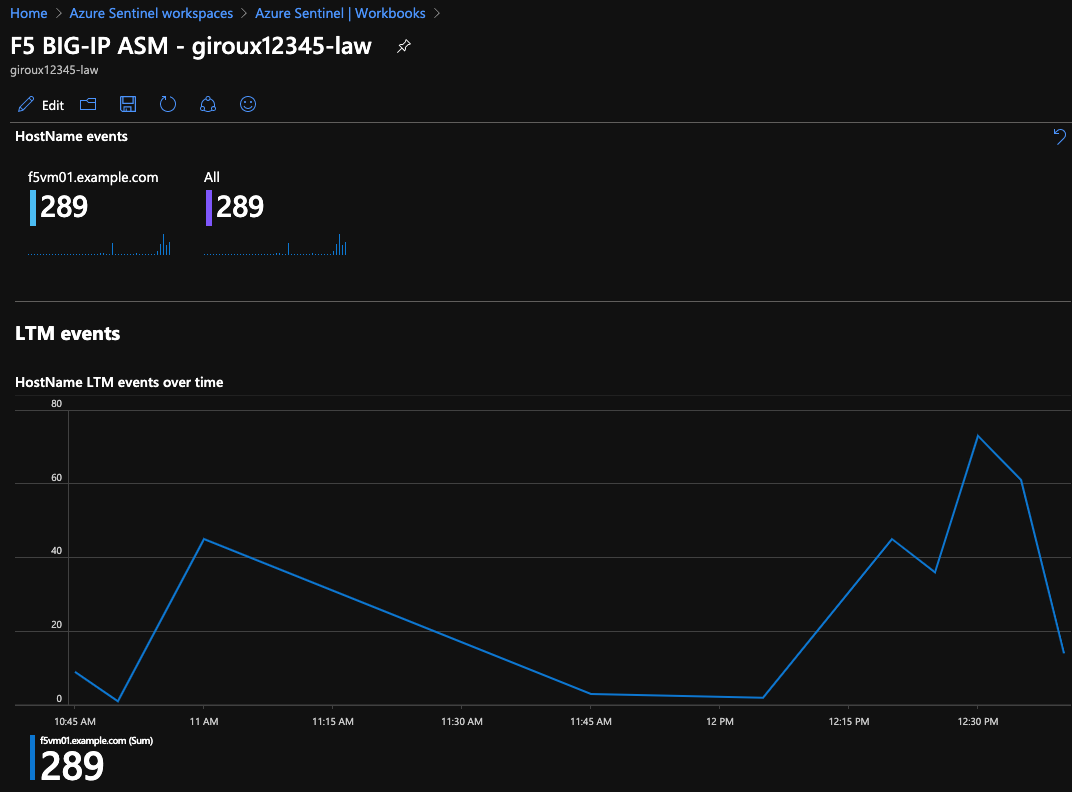 Home > Azure Sentinel workspaces > Azure Sentinel | Workbooks >
F5 BIG-IP ASM - giroux12345-law
giroux12345-law
Edit
HostName events
f5vm01.example.com All
289 289
LTM events
HostName LTM events over time
80
60
40
20
0
10:45 AM 11 AM 11:15 AM 11:30 AM 11:45 AM 12 PM 12:15 PM 12:30 PM
f5vm01.example.com (Sum)
289